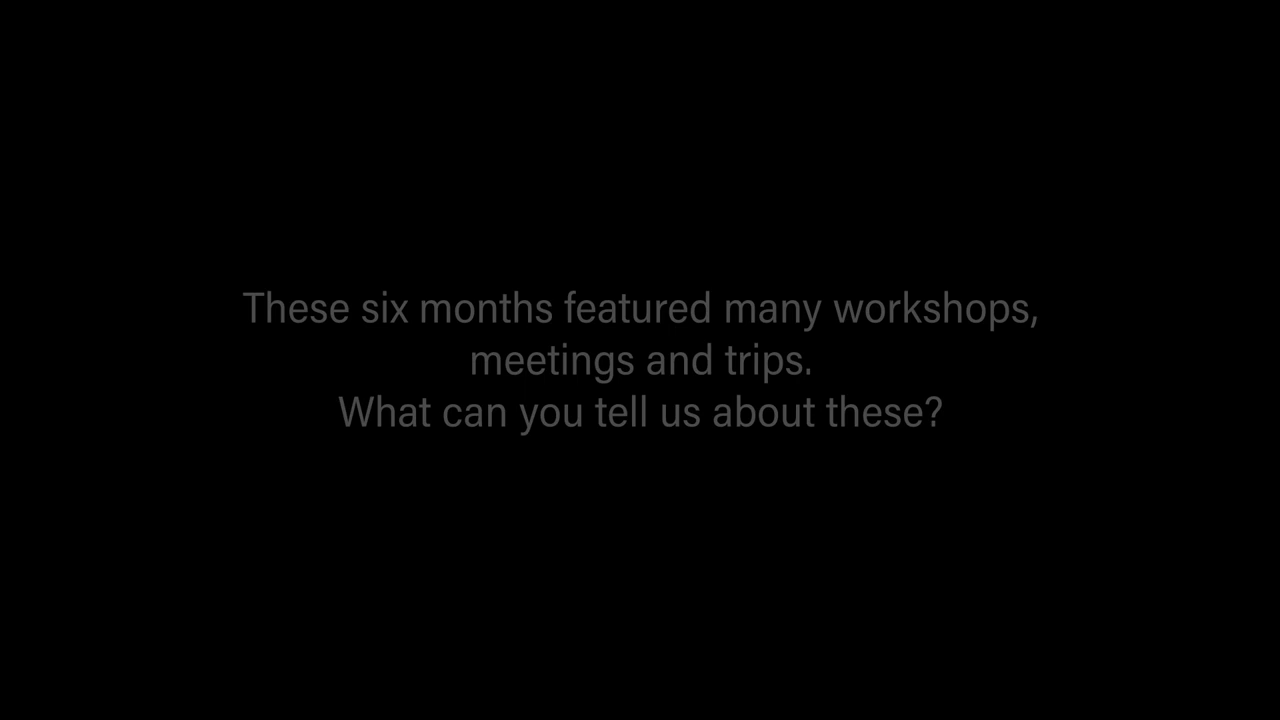 These six months featured many workshops,
meetings and trips.
What can you tell us about these?